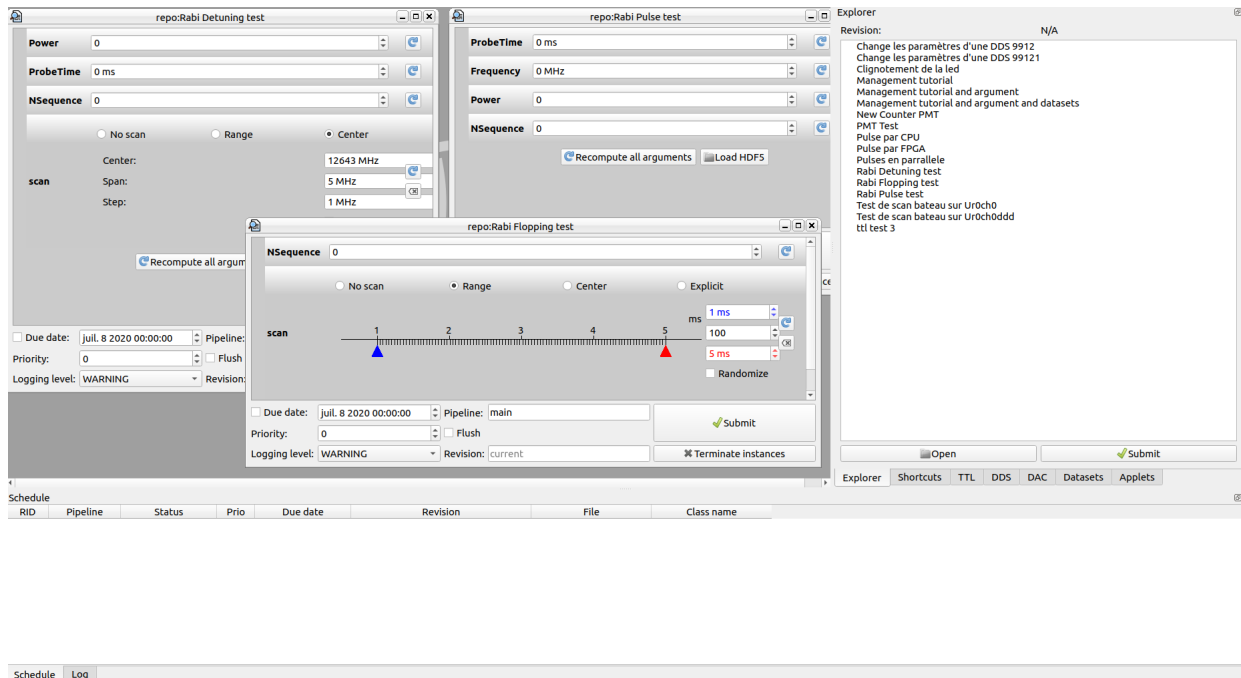 repo:Rabi Detuning test
Power 0
ProbeTime 0 ms
NSequence 0
No scan Range Center
Center: 12643 MHz
scan Span: 5 MHz
Step: 1 MHz
Recompute all argum
Due date: juil. 8 2020 00:00:00 Pipeline:
Priority: 0 Flush
Logging level: WARNING Revision:
repo:Rabi Pulse test
ProbeTime 0 ms
Frequency 0 MHz
Power 0
NSequence 0
Recompute all arguments Load HDF5
ce
repo:Rabi Flopping test
NSequence 0
No scan Range Center Explicit
ms 1 ms
scan 1 2 3 4 5 100
5 ms
Randomize
Due date: juil. 8 2020 00:00:00 Pipeline: main Submit
Priority: 0 Flush
Logging level: WARNING Revision: current Terminate instances
Explorer
Revision: N/A
Change les paramètres d'une DDS 9912
Change les paramètres d'une DDS 99121
Clignotement de la led
Management tutorial
Management tutorial and argument
Management tutorial and argument and datasets
New Counter PMT
PMT Test
Pulse par CPU
Pulse par FPGA
Pulses en parrallele
Rabi Detuning test
Rabi Flopping test
Rabi Pulse test
Test de scan bateau sur Ur0ch0
Test de scan bateau sur Ur0ch0ddd
ttl test 3
Open Submit
Explorer Shortcuts TTL DDS DAC Datasets Applets
Schedule
RID Pipeline Status Prio Due date Revision File Class name
Schedule Log